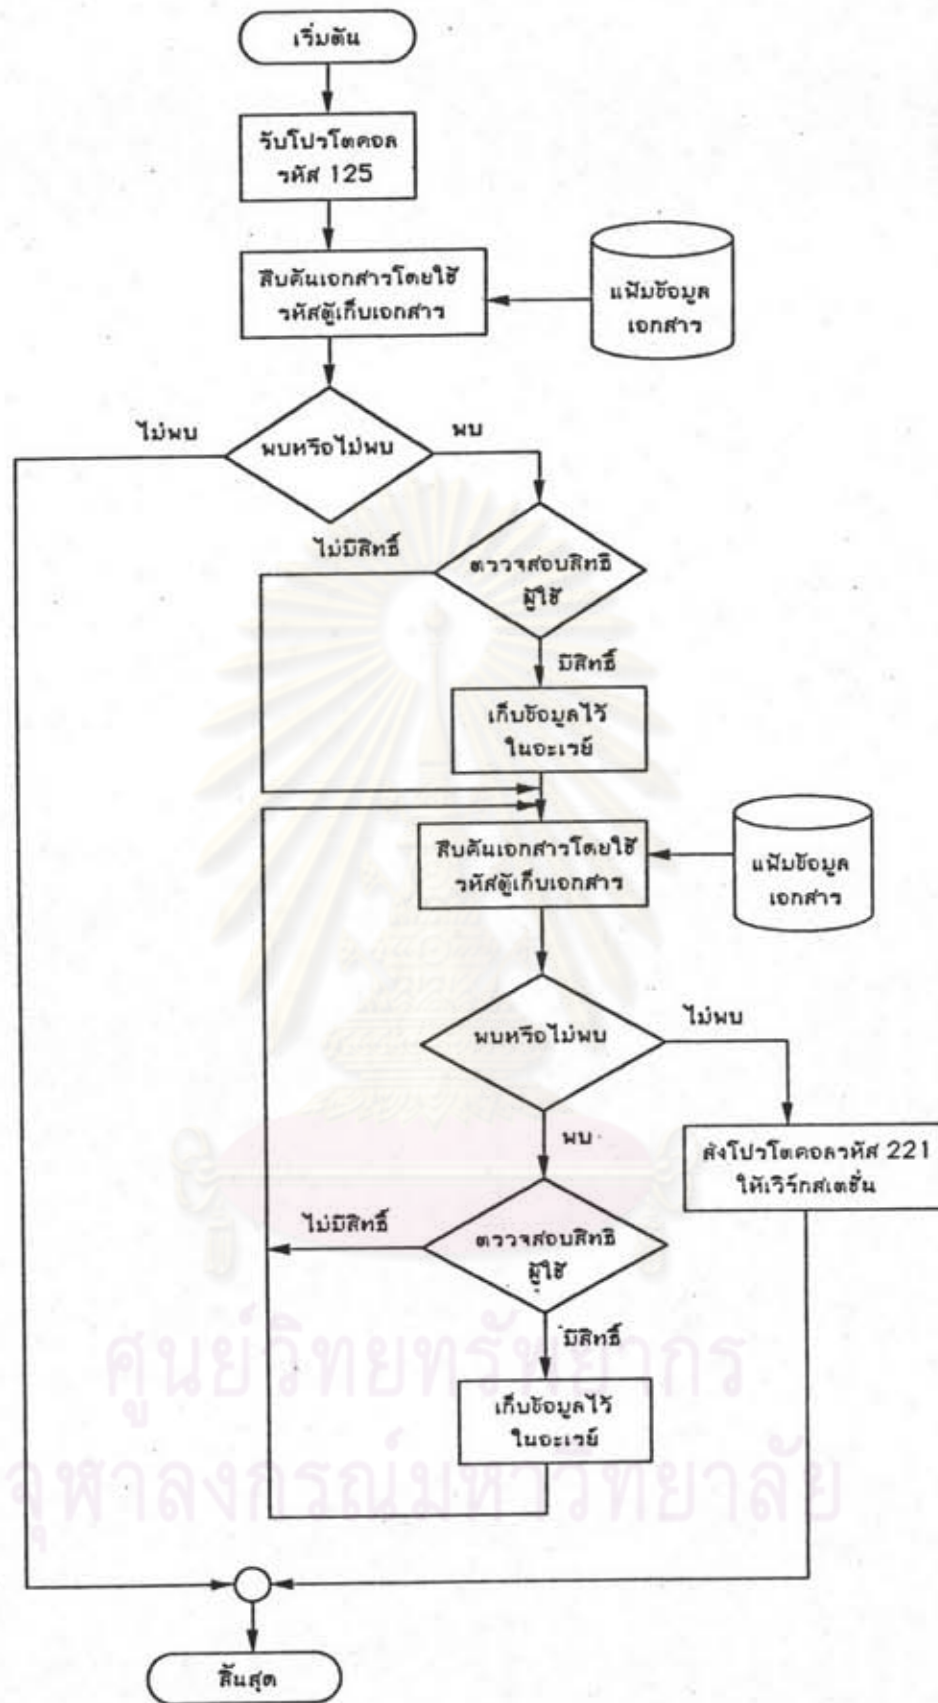 เริ่มต้น
รับโปรโตคอล
รหัส 125
สืบค้นเอกสารโดยใช้
รหัสตู้เก็บเอกสาร
แฟ้มข้อมูล
เอกสาร
ไม่พบ
พบหรือไม่พบ
พบ
ไม่มีสิทธิ์
ตรวจสอบสิทธิ
ผู้ใช้
มีสิทธิ์
เก็บข้อมูลไว้
ในอะเรย์
สืบค้นเอกสารโดยใช้
รหัสตู้เก็บเอกสาร
แฟ้มข้อมูล
เอกสาร
พบหรือไม่พบ
ไม่พบ
พบ
ส่งโปรโตคอลรหัส 221
ให้เวิร์กสเตชั่น
ไม่มีสิทธิ์
ตรวจสอบสิทธิ
ผู้ใช้
มีสิทธิ์
ศูนย์วิทยทรัพยากร
เก็บข้อมูลไว้
ในอะเรย์
จุฬาลงกรณ์มหาวิทยาลัย
สิ้นสุด